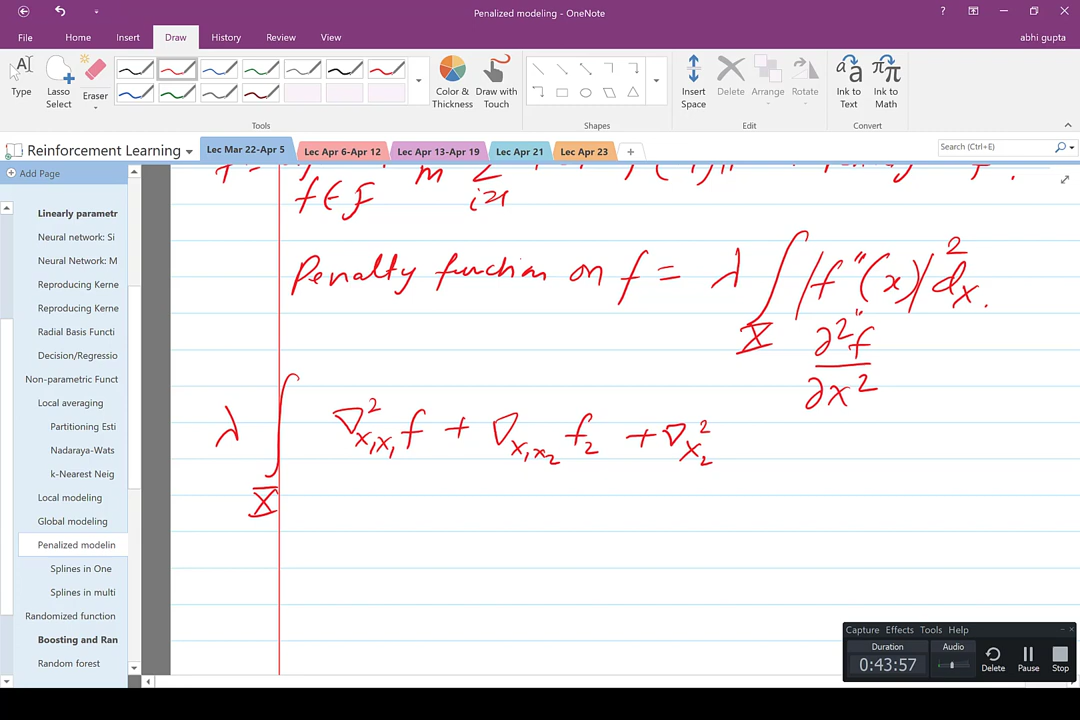 Penalized modeling - OneNote
?
File Home Insert Draw History Review View
abhi gupta
Type
Lasso Select
Eraser
Color & Thickness
Draw with Touch
Insert Space
Delete
Arrange
Rotate
Ink to Text
Ink to Math
Tools
Shapes
Edit
Convert
Reinforcement Learning
Lec Mar 22-Apr 5
Lec Apr 6-Apr 12
Lec Apr 13-Apr 19
Lec Apr 21
Lec Apr 23
+
Search (Ctrl+E)
Add Page
Linearly parametr
Neural network: Si
Neural Network: M
Reproducing Kerne
Reproducing Kerne
Radial Basis Functi
Decision/Regressio
Non-parametric Funct
Local averaging
Partitioning Esti
Nadaraya-Wats
k-Nearest Neig
Local modeling
Global modeling
Penalized modelin
Splines in One
Splines in multi
Randomized function
Boosting and Ran
Random forest
f ∈ F m Σ i=1
Penalty function on f = λ ∫_X |f''(x)|² dx.
∂²f / ∂x²
λ ∫_X ∇²_{x₁x₁} f + ∇_{x₁x₂} f₂ + ∇²_{x₂}
Capture Effects Tools Help
Duration
0:43:57
Audio
Delete
Pause
Stop